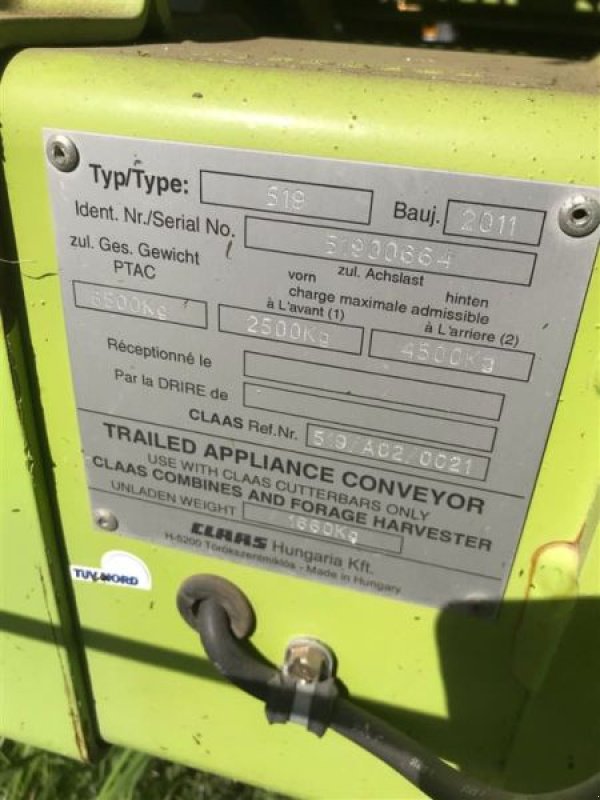 Typ/Type: 519 Bauj. 2011
Ident. Nr./Serial No. 51900664
zul. Ges. Gewicht
PTAC
zul. Achslast
vorn hinten
charge maximale admissible
à L'avant (1) à L'arriere (2)
6500Kg 2500Kg 4500Kg
Réceptionné le
Par la DRIRE de
CLAAS Ref.Nr. 519/A02/0021
TRAILED APPLIANCE CONVEYOR
USE WITH CLAAS CUTTERBARS ONLY
CLAAS COMBINES AND FORAGE HARVESTER
UNLADEN WEIGHT 1660Kg
CLAAS Hungaria Kft.
H-5200 Törökszentmiklós - Made in Hungary
TÜV NORD